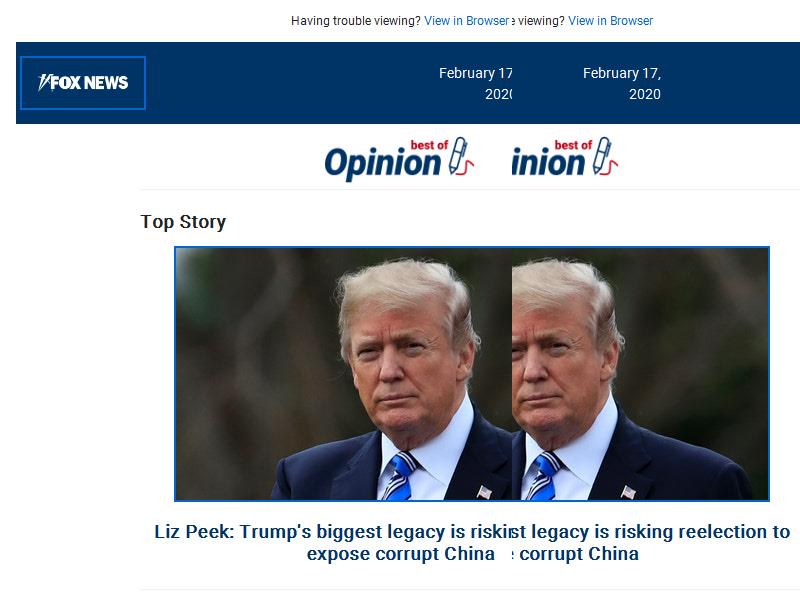 Having trouble viewing? View in Browser e viewing? View in Browser
FOX NEWS
February 17 February 17,
2020 2020
best of best of
Opinion inion
Top Story
Liz Peek: Trump's biggest legacy is riskinst legacy is risking reelection to
expose corrupt China e corrupt China